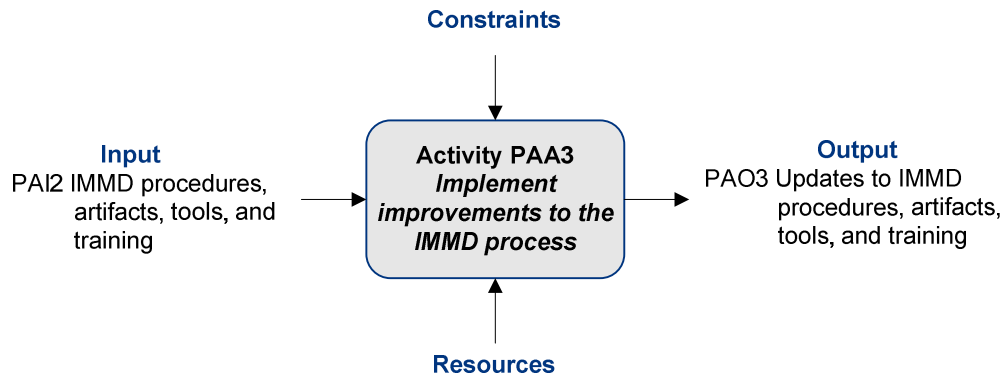 Constraints
Input
PAI2 IMMD procedures,
artifacts, tools, and
training
Activity PAA3
Implement
improvements to the
IMMD process
Output
PAO3 Updates to IMMD
procedures, artifacts,
tools, and training
Resources